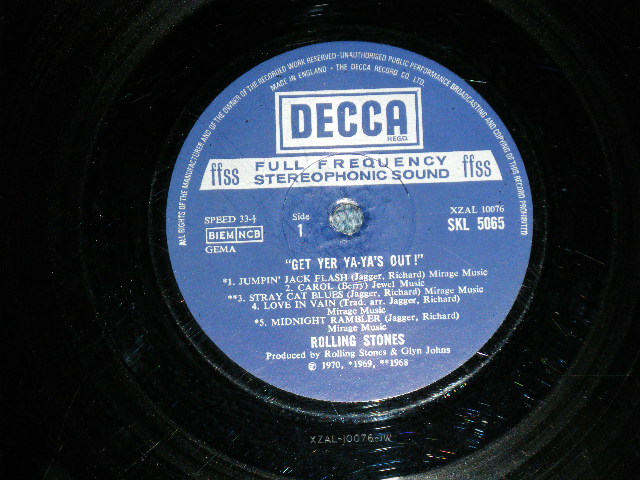 ALL RIGHTS OF THE MANUFACTURER AND OF THE OWNER OF THE RECORDED WORK RESERVED · UNAUTHORISED PUBLIC PERFORMANCE BROADCASTING AND COPYING OF THIS RECORD PROHIBITED
MADE IN ENGLAND · THE DECCA RECORD CO. LTD.
DECCA
REGD.
ffss FULL FREQUENCY STEREOPHONIC SOUND ffss
SPEED 33⅓ Side XZAL 10076
BIEM NCB 1 SKL 5065
GEMA
"GET YER YA-YA'S OUT!"
*1. JUMPIN' JACK FLASH (Jagger, Richard) Mirage Music
2. CAROL (Berry) Jewel Music
**3. STRAY CAT BLUES (Jagger, Richard) Mirage Music
4. LOVE IN VAIN (Trad. arr. Jagger, Richard)
Mirage Music
*5. MIDNIGHT RAMBLER (Jagger, Richard)
Mirage Music
ROLLING STONES
Produced by Rolling Stones & Glyn Johns
℗ 1970, *1969, **1968
XZAL-10076-1W